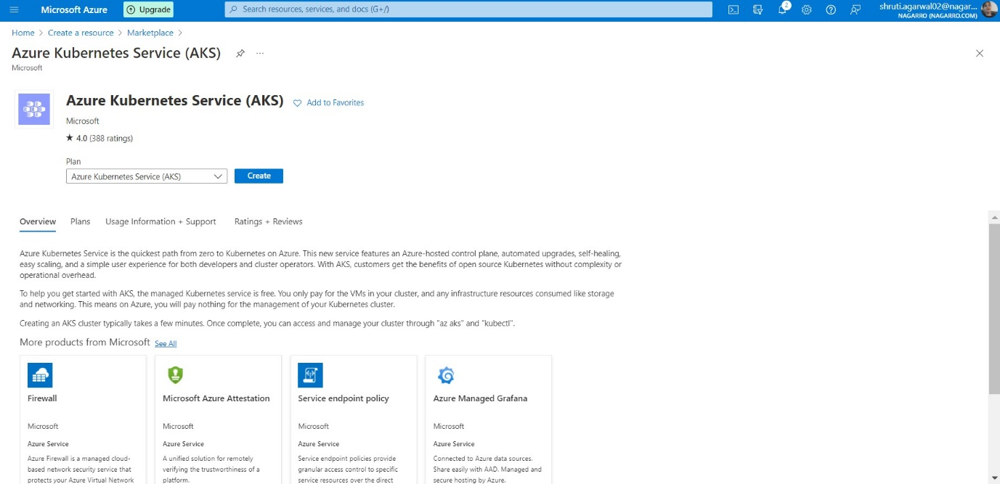 Microsoft Azure
Upgrade
Search resources, services, and docs (G+/)
2
shruti.agarwal02@nagar...
NAGARRO (NAGARRO.COM)
Home > Create a resource > Marketplace >
Azure Kubernetes Service (AKS)
...
Microsoft
Azure Kubernetes Service (AKS)
Add to Favorites
Microsoft
★ 4.0 (388 ratings)
Plan
Azure Kubernetes Service (AKS)
Create
Overview
Plans
Usage Information + Support
Ratings + Reviews
Azure Kubernetes Service is the quickest path from zero to Kubernetes on Azure. This new service features an Azure-hosted control plane, automated upgrades, self-healing,
easy scaling, and a simple user experience for both developers and cluster operators. With AKS, customers get the benefits of open source Kubernetes without complexity or
operational overhead.
To help you get started with AKS, the managed Kubernetes service is free. You only pay for the VMs in your cluster, and any infrastructure resources consumed like storage
and networking. This means on Azure, you will pay nothing for the management of your Kubernetes cluster.
Creating an AKS cluster typically takes a few minutes. Once complete, you can access and manage your cluster through "az aks" and "kubectl".
More products from Microsoft See All
Firewall
Microsoft
Azure Service
Azure Firewall is a managed cloud-
based network security service that
protects your Azure Virtual Network
Microsoft Azure Attestation
Microsoft
Azure Service
A unified solution for remotely
verifying the trustworthiness of a
platform.
Service endpoint policy
Microsoft
Azure Service
Service endpoint policies provide
granular access control to specific
service resources over the direct
Azure Managed Grafana
Microsoft
Azure Service
Connected to Azure data sources.
Share easily with AAD. Managed and
secure hosting by Azure.